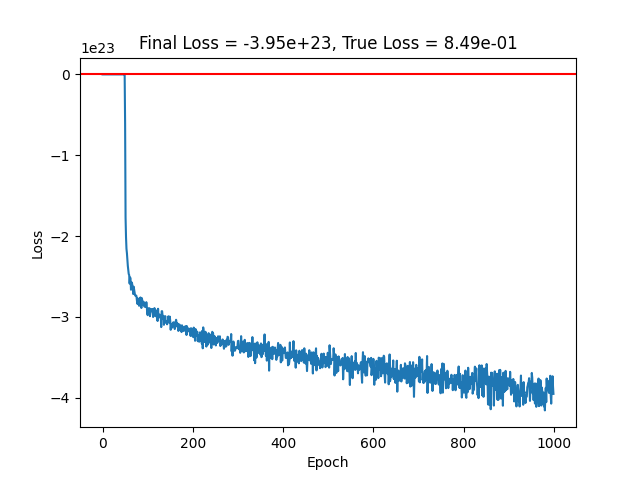 Final Loss = -3.95e+23, True Loss = 8.49e-01
1e23
0
−1
−2
−3
−4
Loss
0 200 400 600 800 1000
Epoch